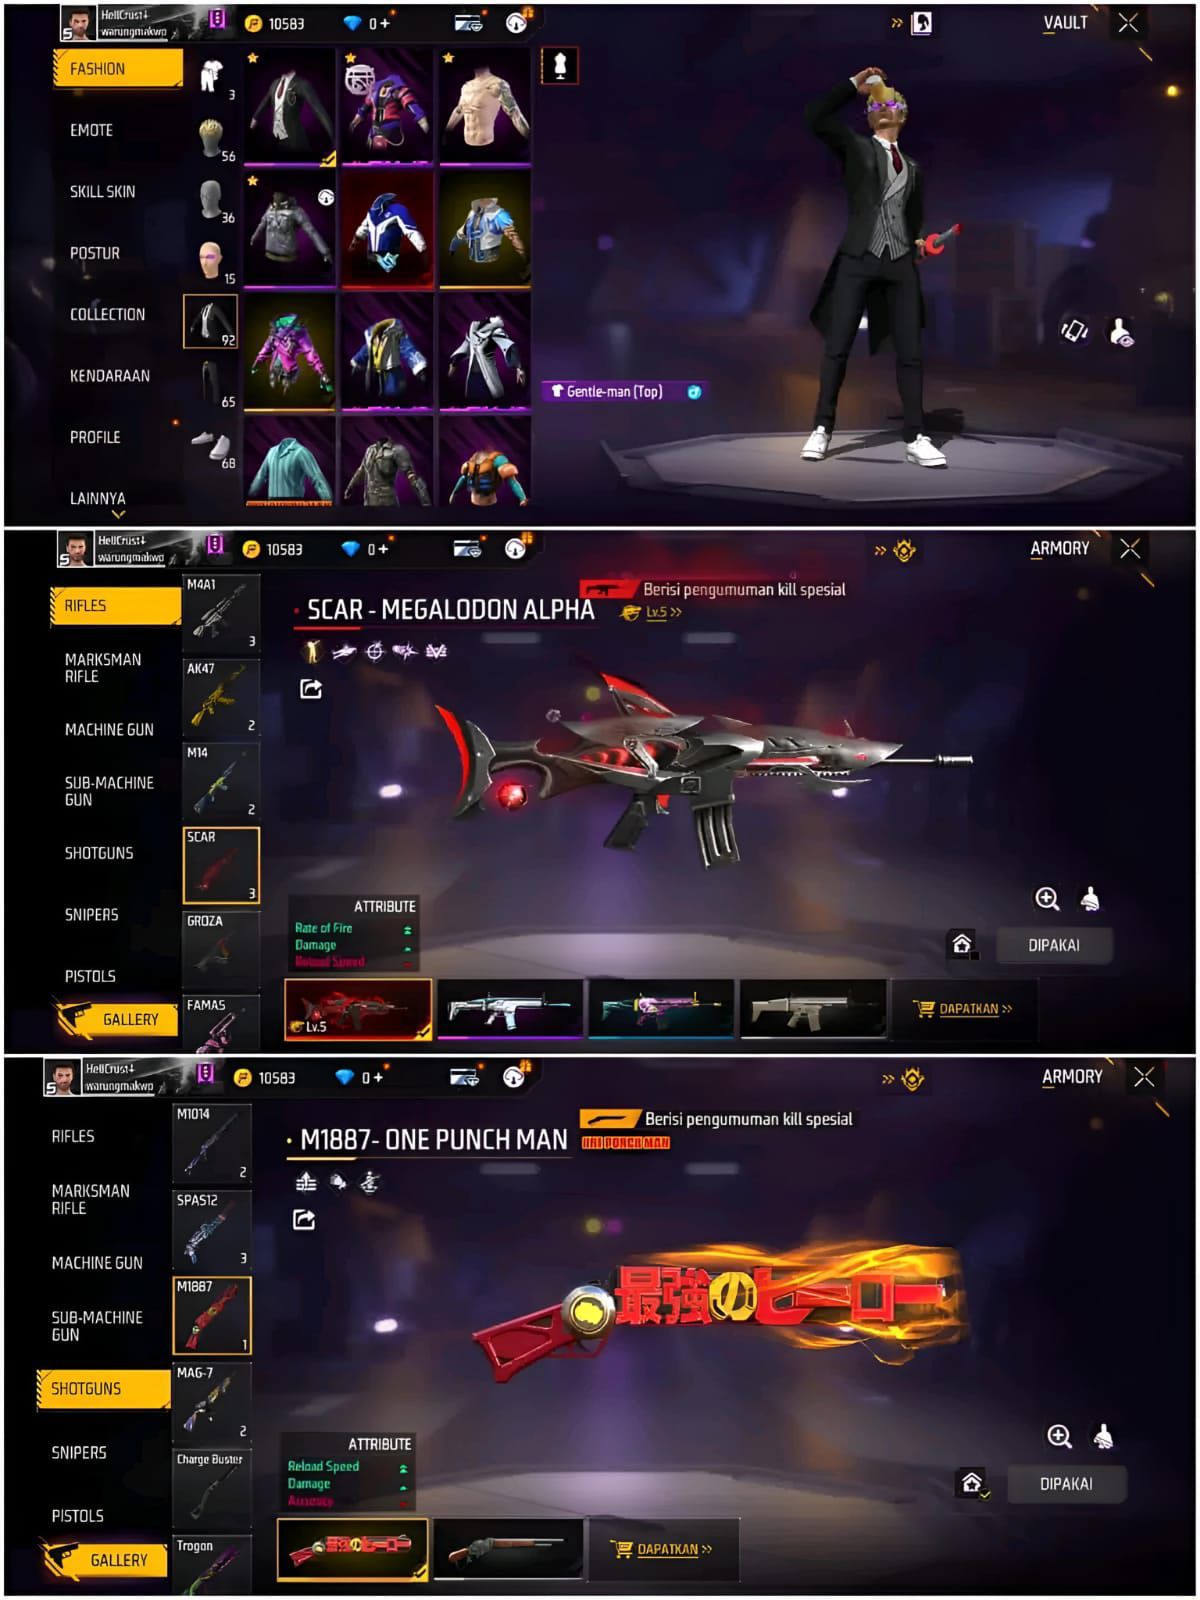 HellCrust↓
warungmakwp
10583
0+
VAULT
FASHION
EMOTE
SKILL SKIN
POSTUR
COLLECTION
KENDARAAN
PROFILE
LAINNYA
3
56
36
15
92
65
68
Gentle-man (Top)
HellCrust↓
warungmakwp
10583
0+
ARMORY
RIFLES
MARKSMAN
RIFLE
MACHINE GUN
SUB-MACHINE
GUN
SHOTGUNS
SNIPERS
PISTOLS
GALLERY
M4A1
3
AK47
2
M14
2
SCAR
3
GROZA
FAMAS
Berisi pengumuman kill spesial
SCAR - MEGALODON ALPHA
Lv.5 >>
ATTRIBUTE
Rate of Fire
Damage
Reload Speed
DIPAKAI
Lv.5
DAPATKAN >>
HellCrust↓
warungmakwp
10583
0+
ARMORY
RIFLES
MARKSMAN
RIFLE
MACHINE GUN
SUB-MACHINE
GUN
SHOTGUNS
SNIPERS
PISTOLS
GALLERY
M1014
2
SPAS12
3
M1887
1
MAG-7
2
Charge Buster
Trogon
Berisi pengumuman kill spesial
M1887- ONE PUNCH MAN
ONE PUNCH MAN
最強のヒーロー
ATTRIBUTE
Reload Speed
Damage
Accuracy
DIPAKAI
DAPATKAN >>